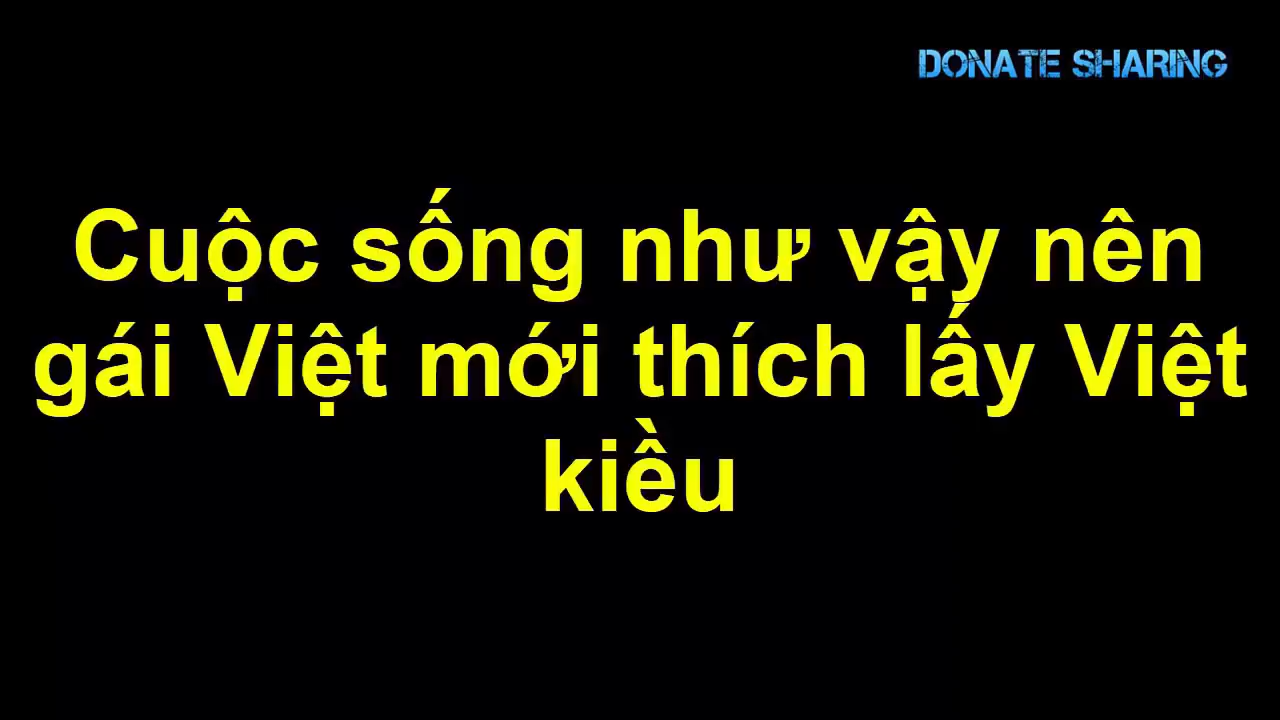 DONATE SHARING
Cuộc sống như vậy nên
gái Việt mới thích lấy Việt
kiều